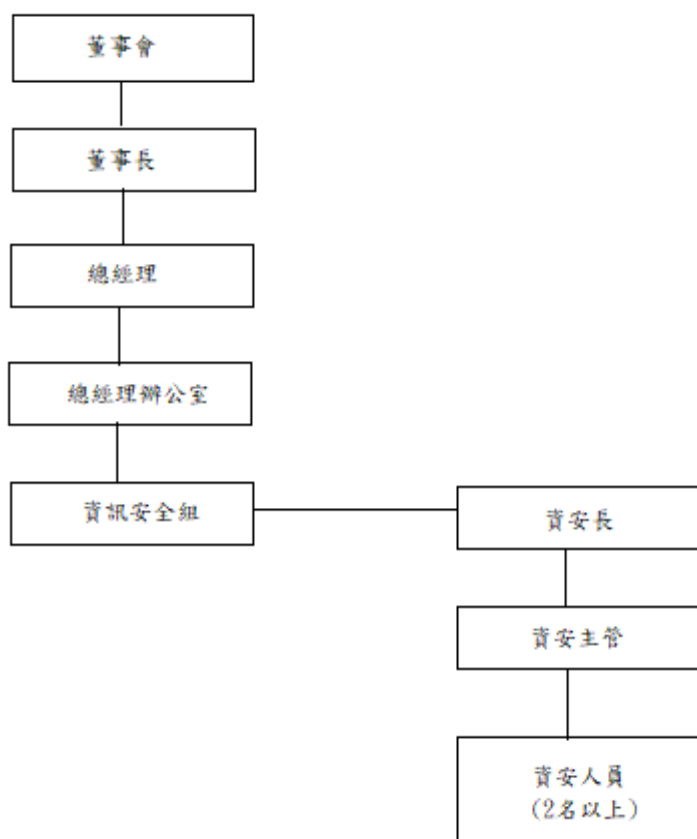 董事會
董事長
總經理
總經理辦公室
資訊安全組
資安長
資安主管
資安人員
(2名以上)